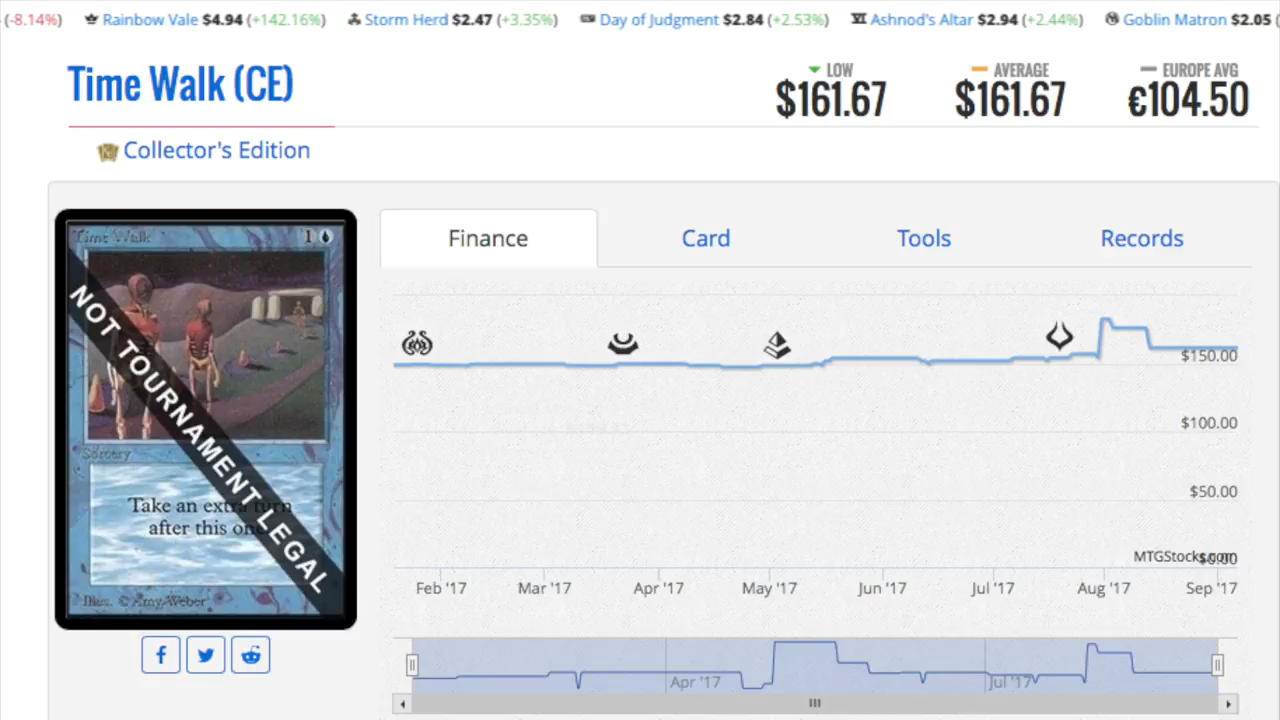 (-8.14%) Rainbow Vale $4.94 (+142.16%) Storm Herd $2.47 (+3.35%) Day of Judgment $2.84 (+2.53%) Ashnod's Altar $2.94 (+2.44%) Goblin Matron $2.05 (
Time Walk (CE)
LOW
$161.67
AVERAGE
$161.67
EUROPE AVG
€104.50
Collector's Edition
Finance
Card
Tools
Records
Time Walk 1
NOT TOURNAMENT LEGAL
Sorcery
Take an extra turn
after this one
Illus. © Amy Weber
$150.00
$100.00
$50.00
$0.00
MTGStocks.com
Feb '17 Mar '17 Apr '17 May '17 Jun '17 Jul '17 Aug '17 Sep '17
Apr '17 Jul '17